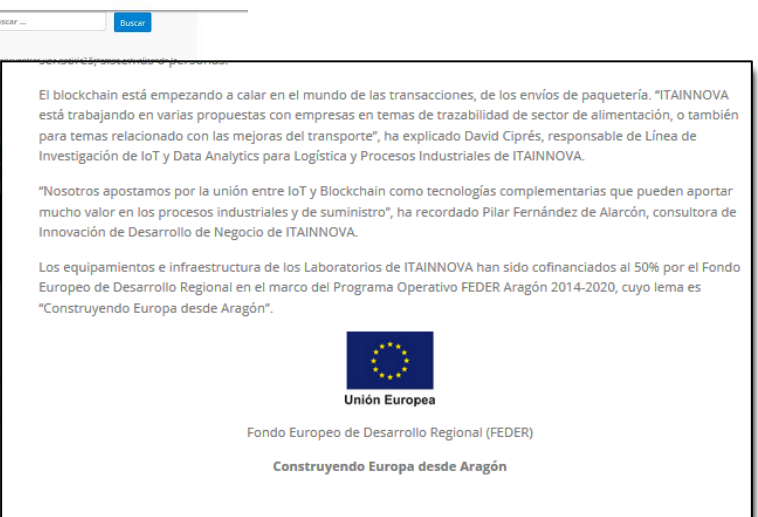 Buscar ...
Buscar
sensores, sistemas o personas.
El blockchain está empezando a calar en el mundo de las transacciones, de los envíos de paquetería. “ITAINNOVA
está trabajando en varias propuestas con empresas en temas de trazabilidad de sector de alimentación, o también
para temas relacionado con las mejoras del transporte”, ha explicado David Ciprés, responsable de Línea de
Investigación de IoT y Data Analytics para Logística y Procesos Industriales de ITAINNOVA.
“Nosotros apostamos por la unión entre IoT y Blockchain como tecnologías complementarias que pueden aportar
mucho valor en los procesos industriales y de suministro”, ha recordado Pilar Fernández de Alarcón, consultora de
Innovación de Desarrollo de Negocio de ITAINNOVA.
Los equipamientos e infraestructura de los Laboratorios de ITAINNOVA han sido cofinanciados al 50% por el Fondo
Europeo de Desarrollo Regional en el marco del Programa Operativo FEDER Aragón 2014-2020, cuyo lema es
“Construyendo Europa desde Aragón”.
Unión Europea
Fondo Europeo de Desarrollo Regional (FEDER)
Construyendo Europa desde Aragón